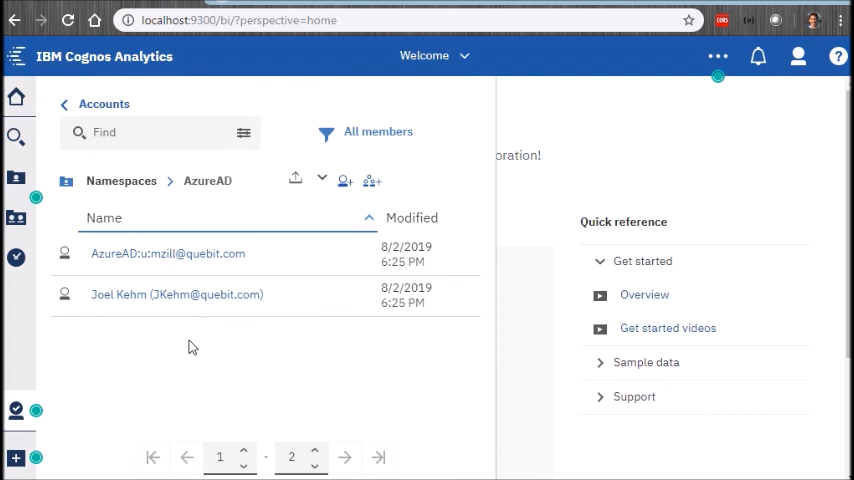 localhost:9300/bi/?perspective=home
CORS
IBM Cognos Analytics
Welcome
Accounts
Find
All members
oration!
Namespaces > AzureAD
Name
Modified
AzureAD:u:mzill@quebit.com
8/2/2019
6:25 PM
Joel Kehm (JKehm@quebit.com)
8/2/2019
6:25 PM
1 - 2
Quick reference
Get started
Overview
Get started videos
Sample data
Support